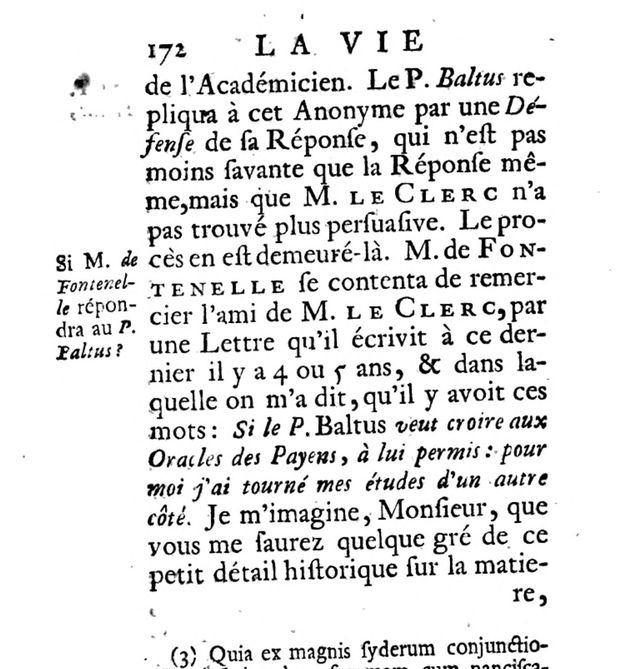 172 LA VIE
de l'Académicien. Le P. Baltus re-
pliqua à cet Anonyme par une Dé-
fenſe de ſa Réponſe, qui n'eſt pas
moins ſavante que la Réponſe mê-
me,mais que M. LE CLERC n'a
pas trouvé plus perſuaſive. Le pro-
cès en eſt demeuré-là. M. de FON-
TENELLE ſe contenta de remer-
cier l'ami de M. LE CLERC, par
une Lettre qu'il écrivit à ce der-
nier il y a 4 ou 5 ans, & dans la-
quelle on m'a dit, qu'il y avoit ces
mots: Si le P. Baltus veut croire aux
Oracles des Payens, à lui permis: pour
moi j'ai tourné mes études d'un autre
côté. Je m'imagine, Monſieur, que
vous me ſaurez quelque gré de ce
petit détail hiſtorique ſur la matie-
re,
Si M. de
Fontenel-
le répon-
dra au P.
Baltus?
(3) Quia ex magnis ſyderum conjunctio-